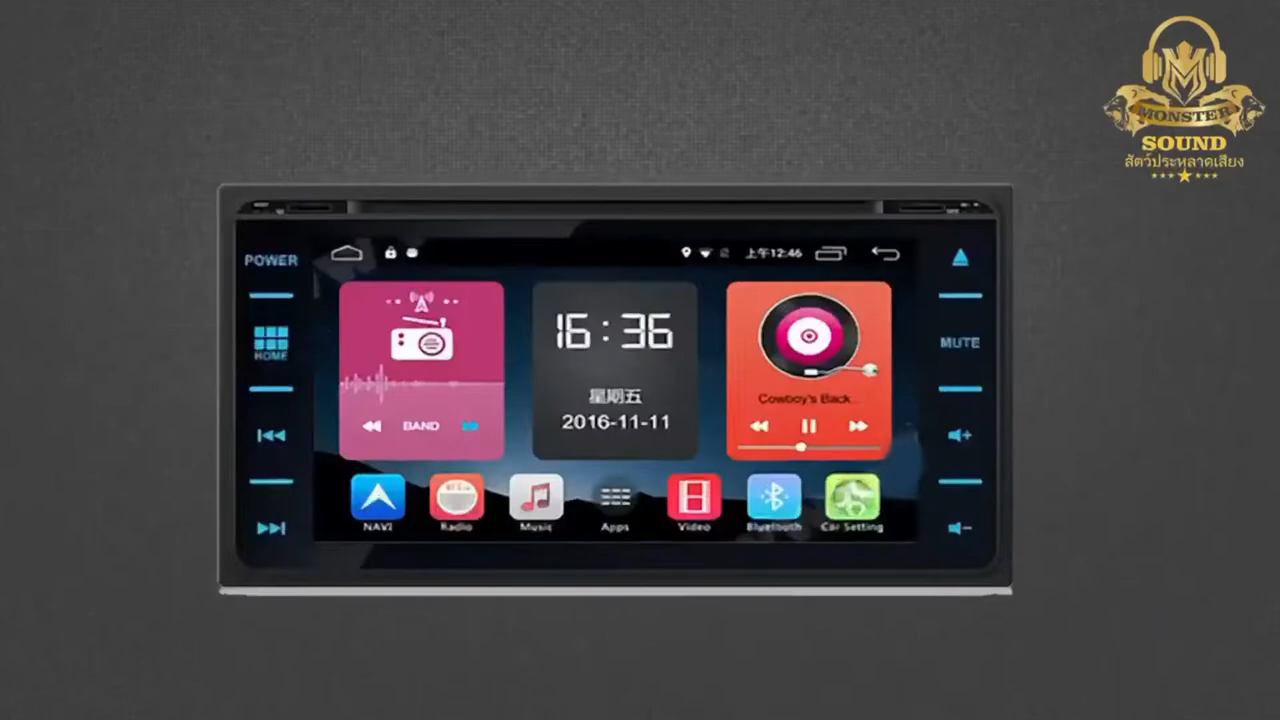 MONSTER
SOUND
สัตว์ประหลาดเสียง
POWER
上午12:46
HOME
MUTE
16:36
星期五
2016-11-11
BAND
Cowboy's Back...
NAVI
Radio
Music
Apps
Video
Bluetooth
Car Setting